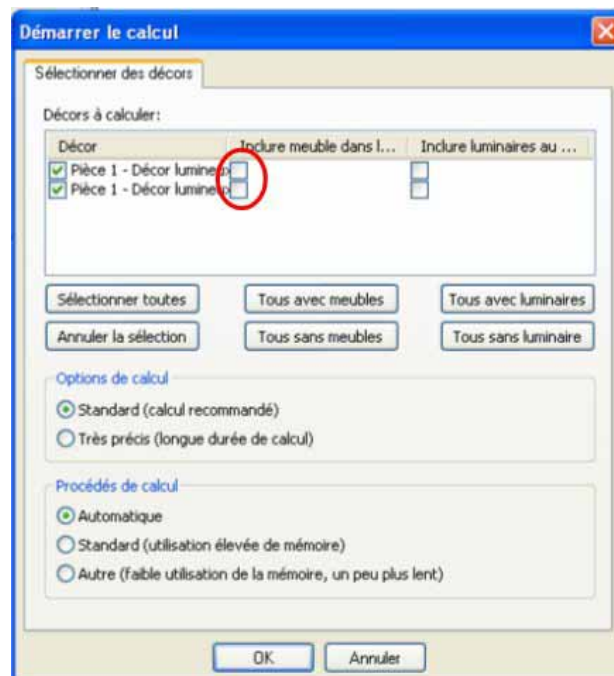 Démarrer le calcul
Sélectionner des décors
Décors à calculer:
Décor Inclure meuble dans l... Inclure luminaires au ...
Pièce 1 - Décor lumineux
Pièce 1 - Décor lumineux
Sélectionner toutes Tous avec meubles Tous avec luminaires
Annuler la sélection Tous sans meubles Tous sans luminaire
Options de calcul
Standard (calcul recommandé)
Très précis (longue durée de calcul)
Procédés de calcul
Automatique
Standard (utilisation élevée de mémoire)
Autre (faible utilisation de la mémoire, un peu plus lent)
OK Annuler